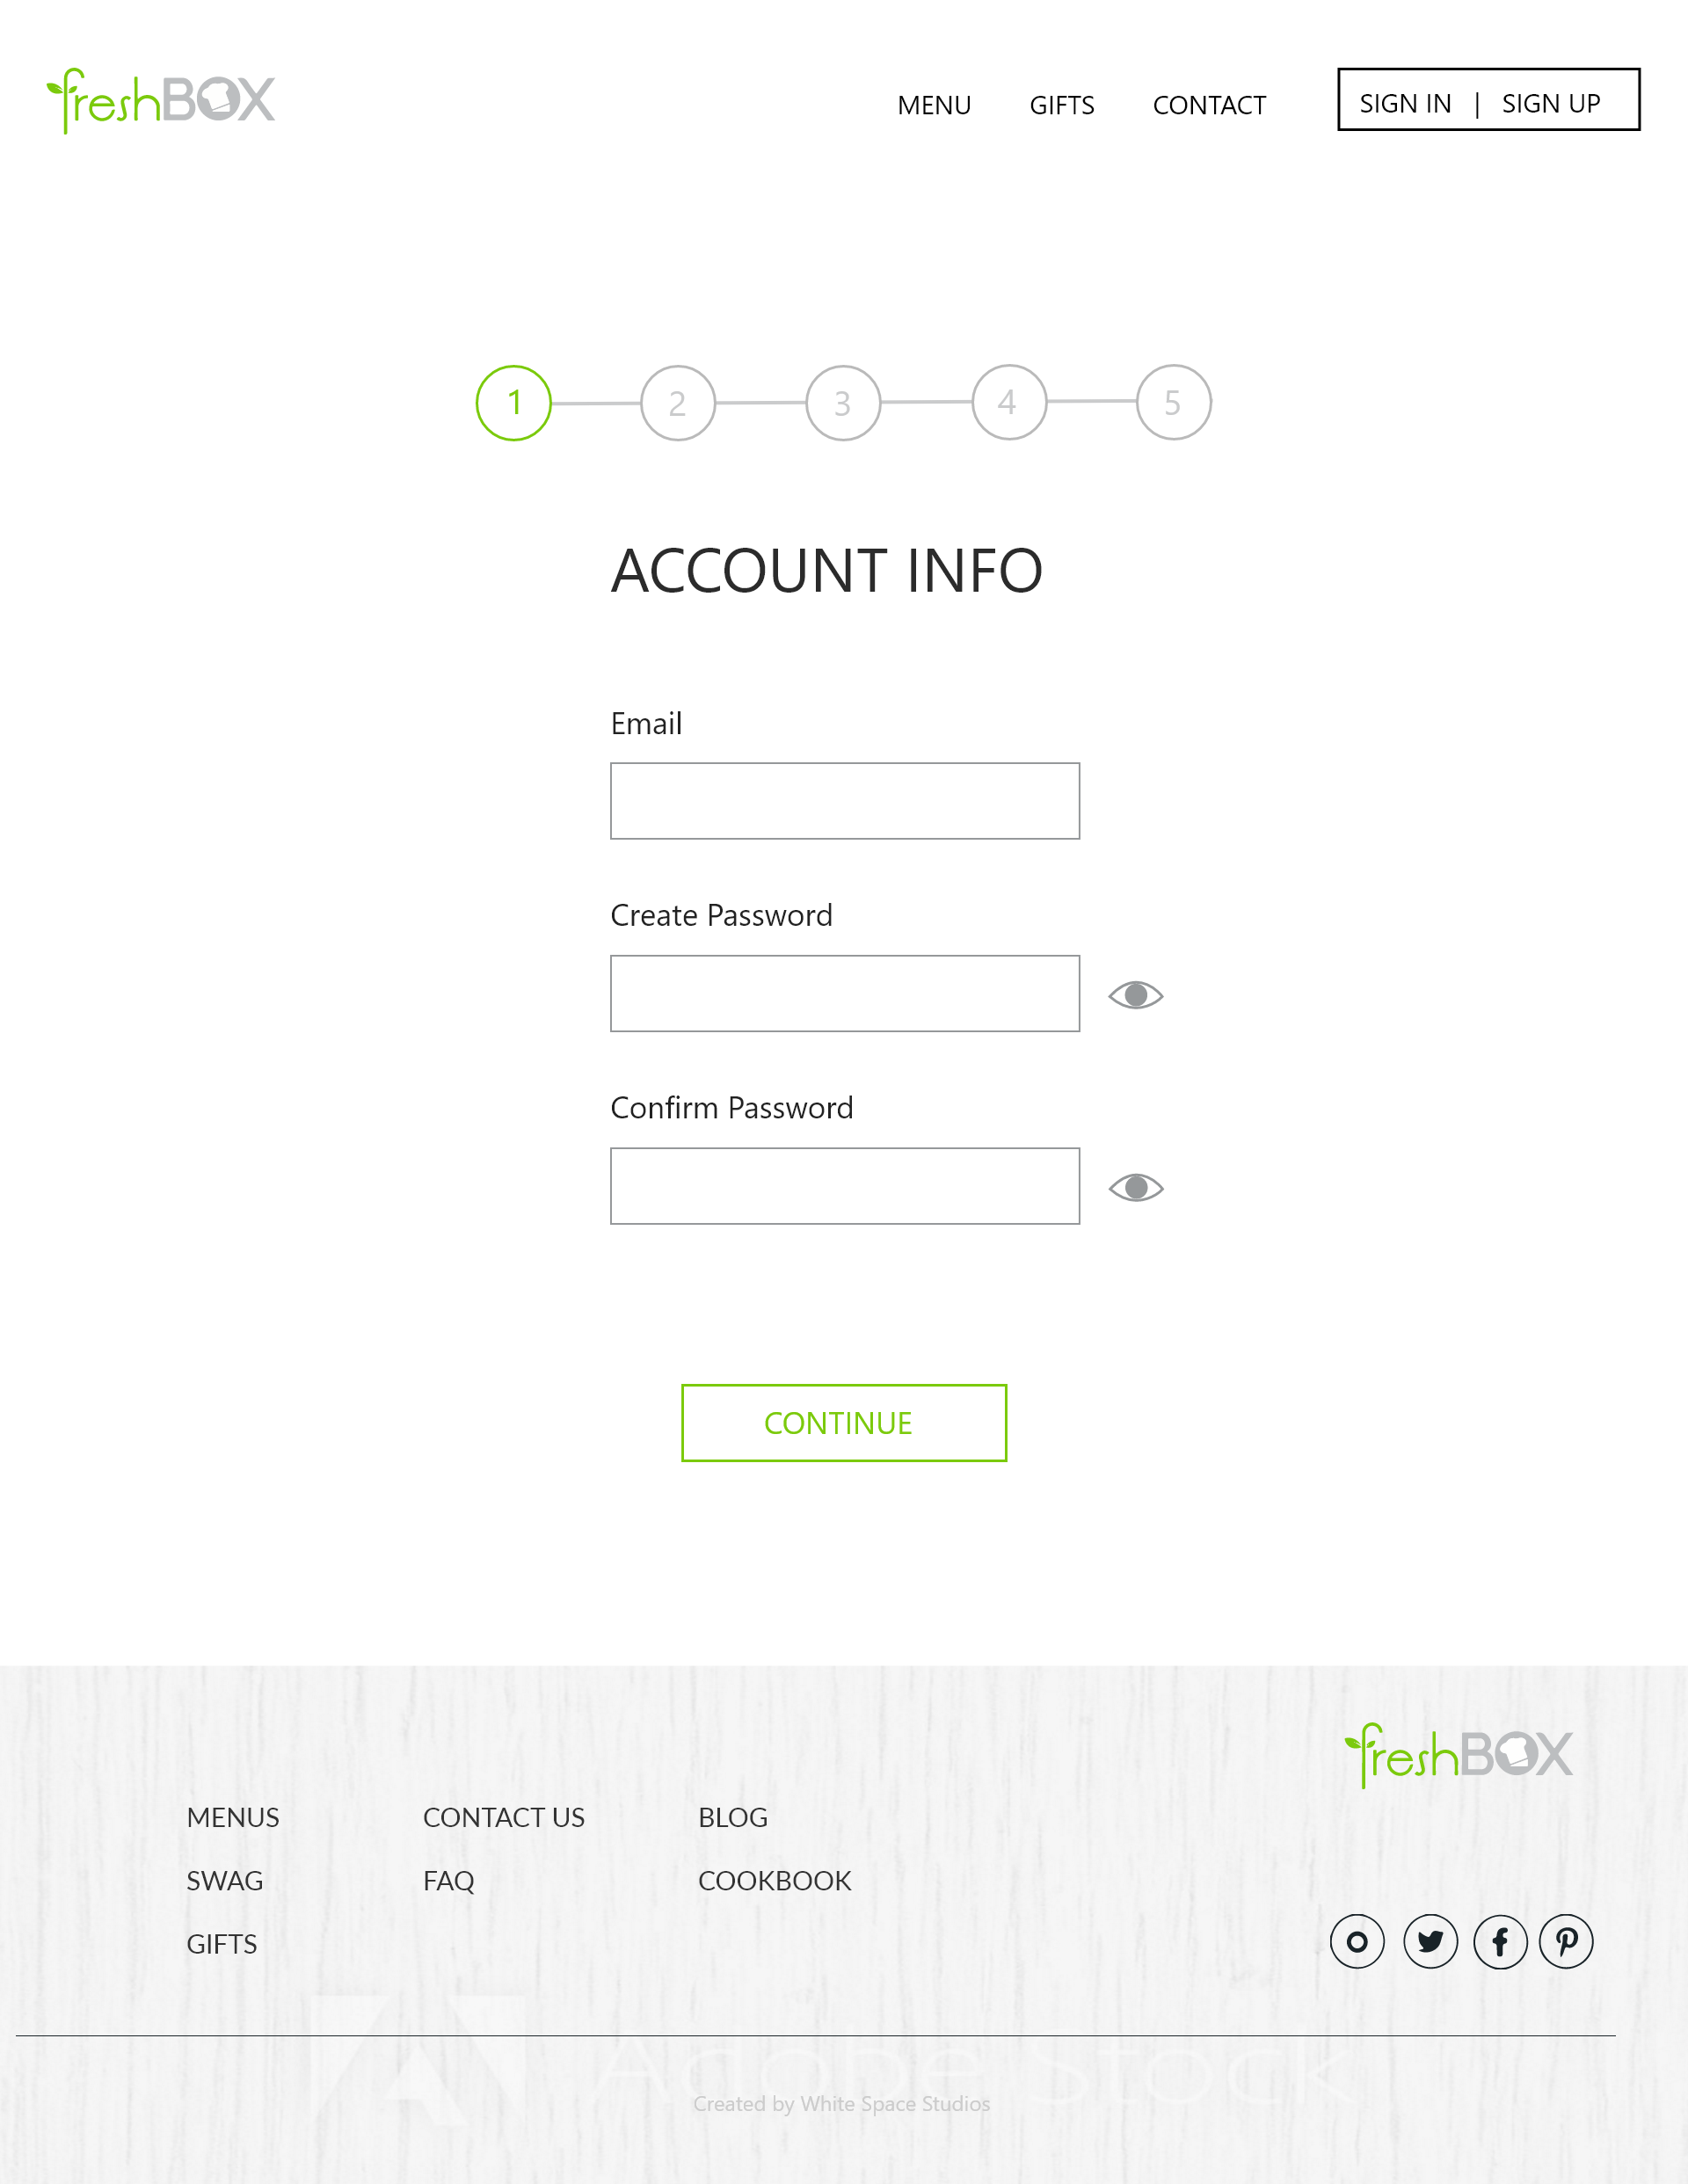 freshBOX
MENU GIFTS CONTACT SIGN IN | SIGN UP
1 2 3 4 5
ACCOUNT INFO
Email
Create Password
Confirm Password
CONTINUE
freshBOX
MENUS CONTACT US BLOG
SWAG FAQ COOKBOOK
GIFTS
Adobe Stock
Created by White Space Studios